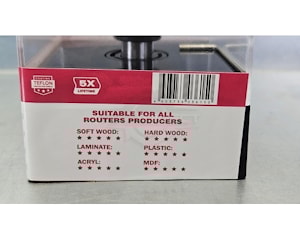 TEFLON
5X
LIFETIME
SUITABLE FOR ALL
ROUTERS PRODUCERS
SOFT WOOD: HARD WOOD:
★ ★ ★ ★ ★ ★ ★ ★ ★ ★
LAMINATE: PLASTIC:
★ ★ ★ ★ ★ ★ ★ ★ ★ ★
ACRYL: MDF:
★ ★ ★ ★ ★ ★ ★ ★ ★ ★